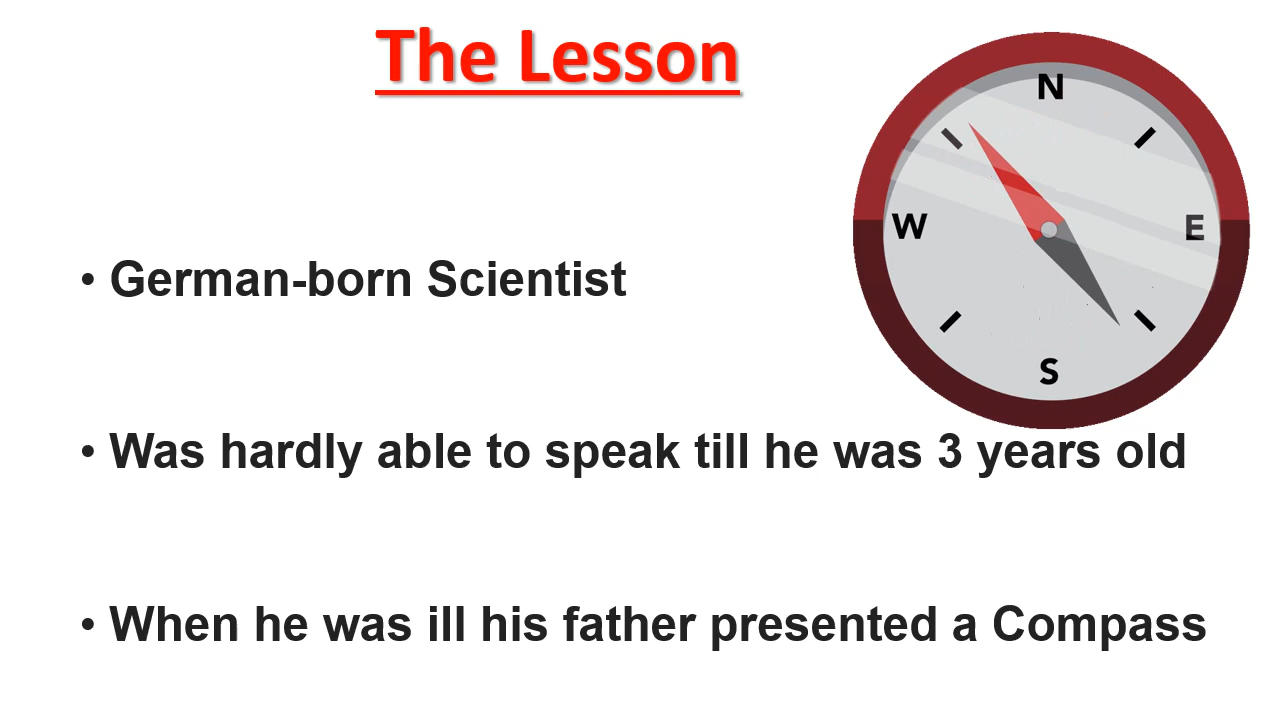 The Lesson
N
W E
S
• German-born Scientist
• Was hardly able to speak till he was 3 years old
• When he was ill his father presented a Compass